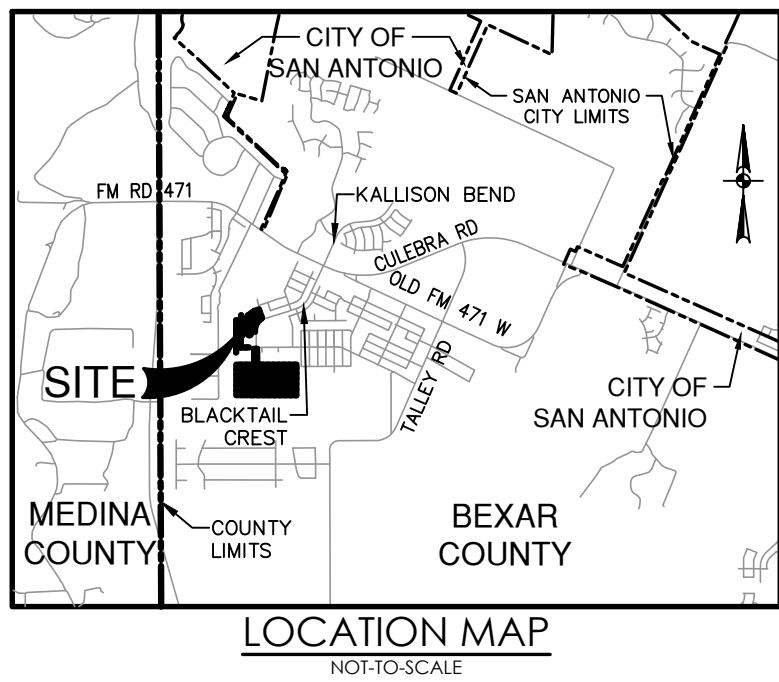 CITY OF
SAN ANTONIO
SAN ANTONIO
CITY LIMITS
FM RD 471
KALLISON BEND
CULEBRA RD
OLD FM 471 W
SITE
TALLEY RD
BLACKTAIL
CREST
CITY OF
SAN ANTONIO
MEDINA
COUNTY
COUNTY
LIMITS
BEXAR
COUNTY
LOCATION MAP
NOT-TO-SCALE